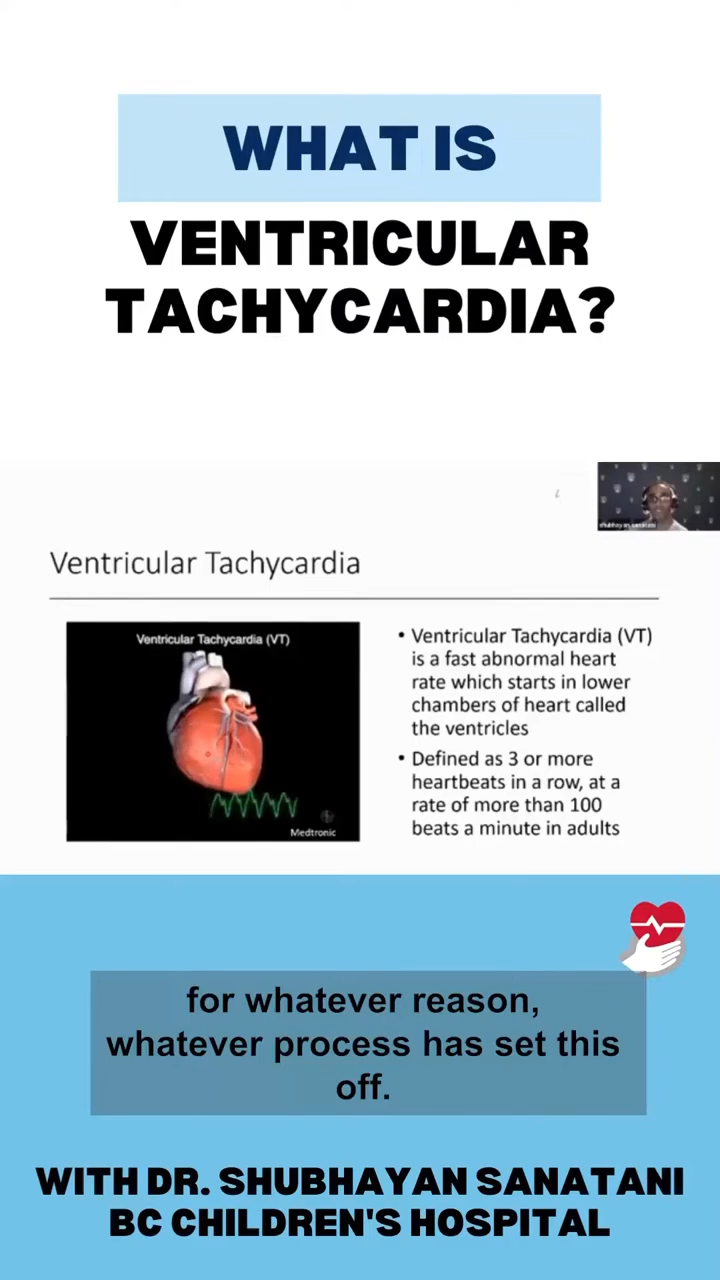 WHAT IS
VENTRICULAR
TACHYCARDIA?
shubhayan sanatani
Ventricular Tachycardia
Ventricular Tachycardia (VT)
Medtronic
• Ventricular Tachycardia (VT)
is a fast abnormal heart
rate which starts in lower
chambers of heart called
the ventricles
• Defined as 3 or more
heartbeats in a row, at a
rate of more than 100
beats a minute in adults
for whatever reason,
whatever process has set this
off.
WITH DR. SHUBHAYAN SANATANI
BC CHILDREN'S HOSPITAL